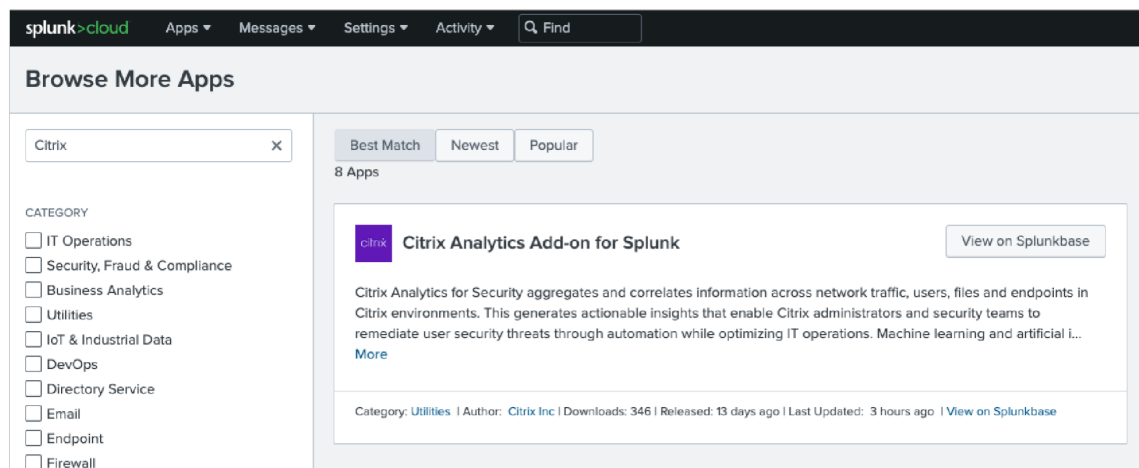 splunk>cloud Apps Messages Settings Activity Find
Browse More Apps
Citrix
Best Match Newest Popular
8 Apps
CATEGORY
IT Operations
Security, Fraud & Compliance
Business Analytics
Utilities
IoT & Industrial Data
DevOps
Directory Service
Email
Endpoint
Firewall
citrix
Citrix Analytics Add-on for Splunk
View on Splunkbase
Citrix Analytics for Security aggregates and correlates information across network traffic, users, files and endpoints in
Citrix environments. This generates actionable insights that enable Citrix administrators and security teams to
remediate user security threats through automation while optimizing IT operations. Machine learning and artificial i...
More
Category: Utilities | Author: Citrix Inc | Downloads: 346 | Released: 13 days ago | Last Updated: 3 hours ago | View on Splunkbase